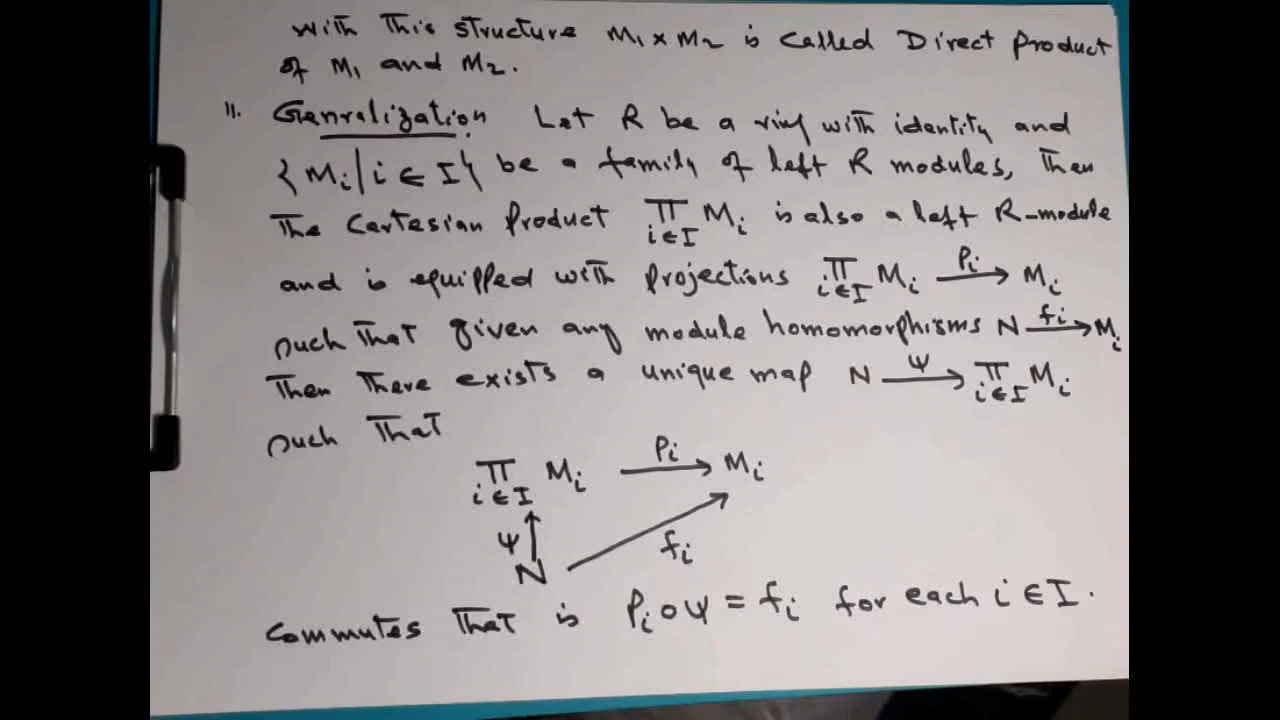 with this structure M₁ × M₂ is called Direct product
of M₁ and M₂.
11. Genralization. Let R be a ring with identity and
{Mᵢ | i ∈ I} be a family of left R modules, Then
The Cartesian Product ∏ᵢ∈I Mᵢ is also a left R-module
and is equipped with projections ∏ᵢ∈I Mᵢ —Pᵢ→ Mᵢ
such that given any module homomorphisms N —fᵢ→ Mᵢ
Then There exists a unique map N —Ψ→ ∏ᵢ∈I Mᵢ
such That
∏ᵢ∈I Mᵢ —Pᵢ→ Mᵢ
Ψ ↑ fᵢ
N
Commutes That is Pᵢ∘Ψ = fᵢ for each i ∈ I.